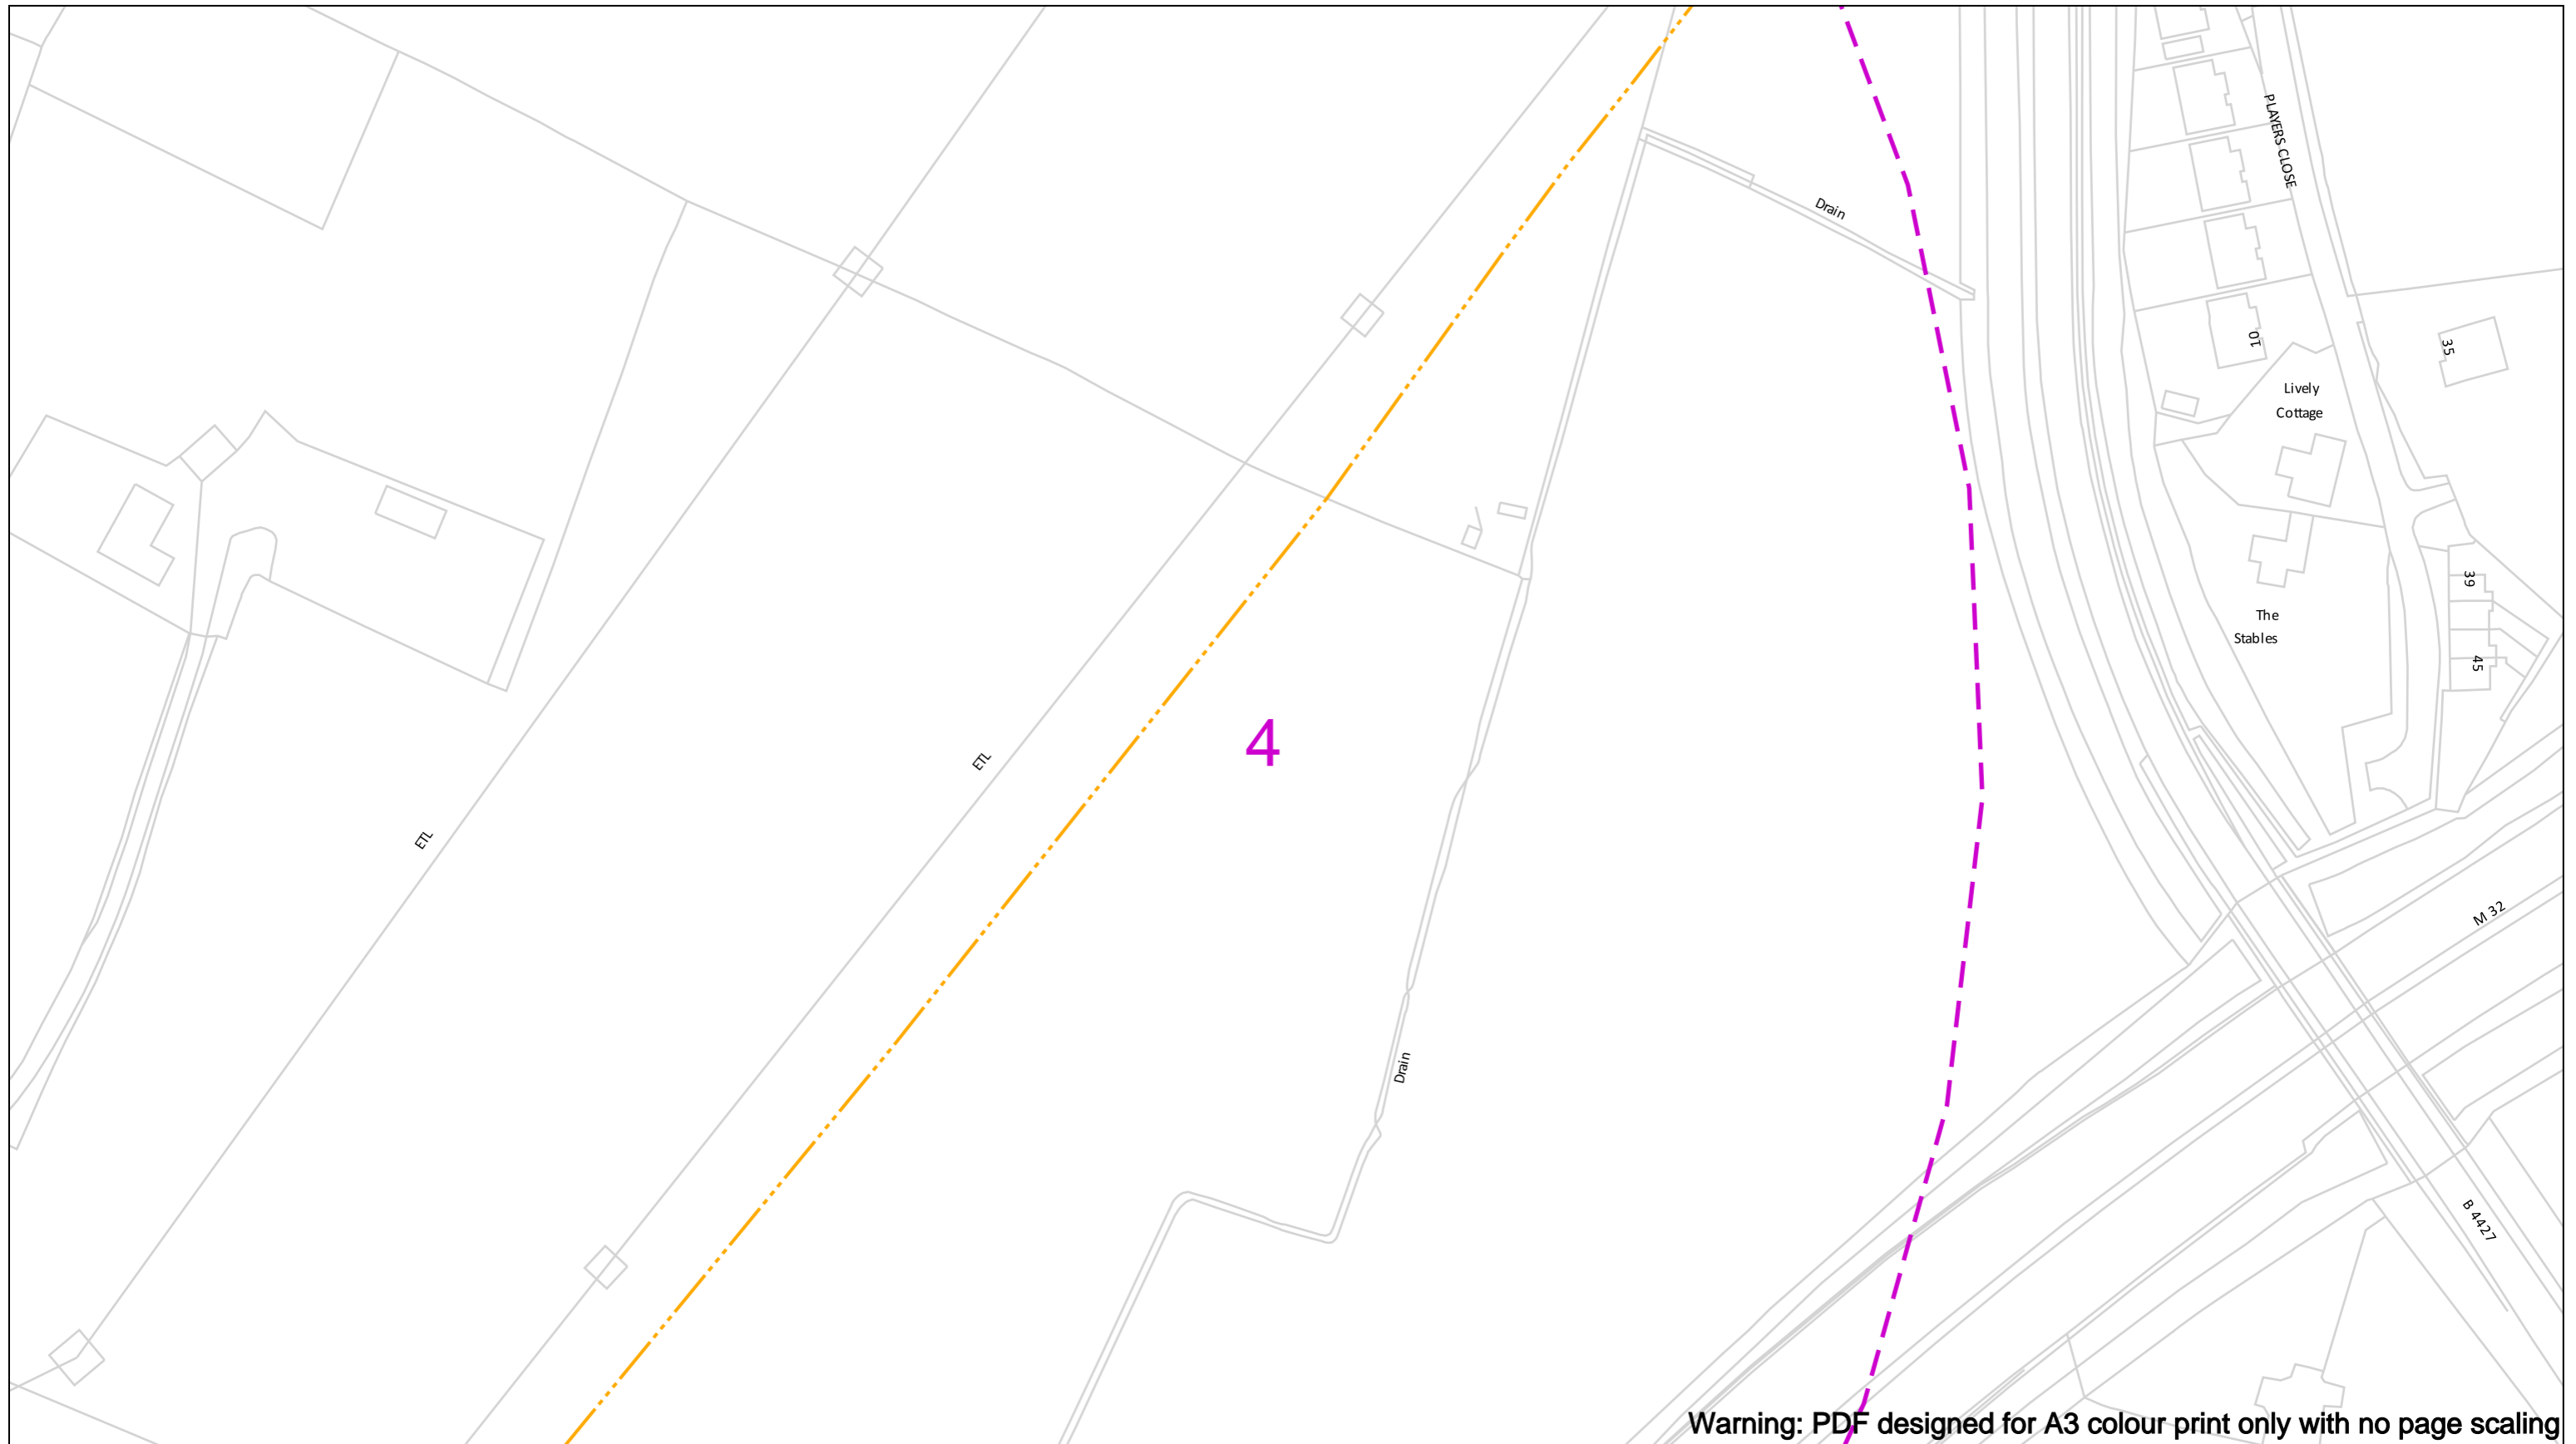 PLAYERS CLOSE
Drain
10
35
Lively
Cottage
39
The
Stables
45
4
ETL
ETL
M 32
Drain
B 4427
Warning: PDF designed for A3 colour print only with no page scaling